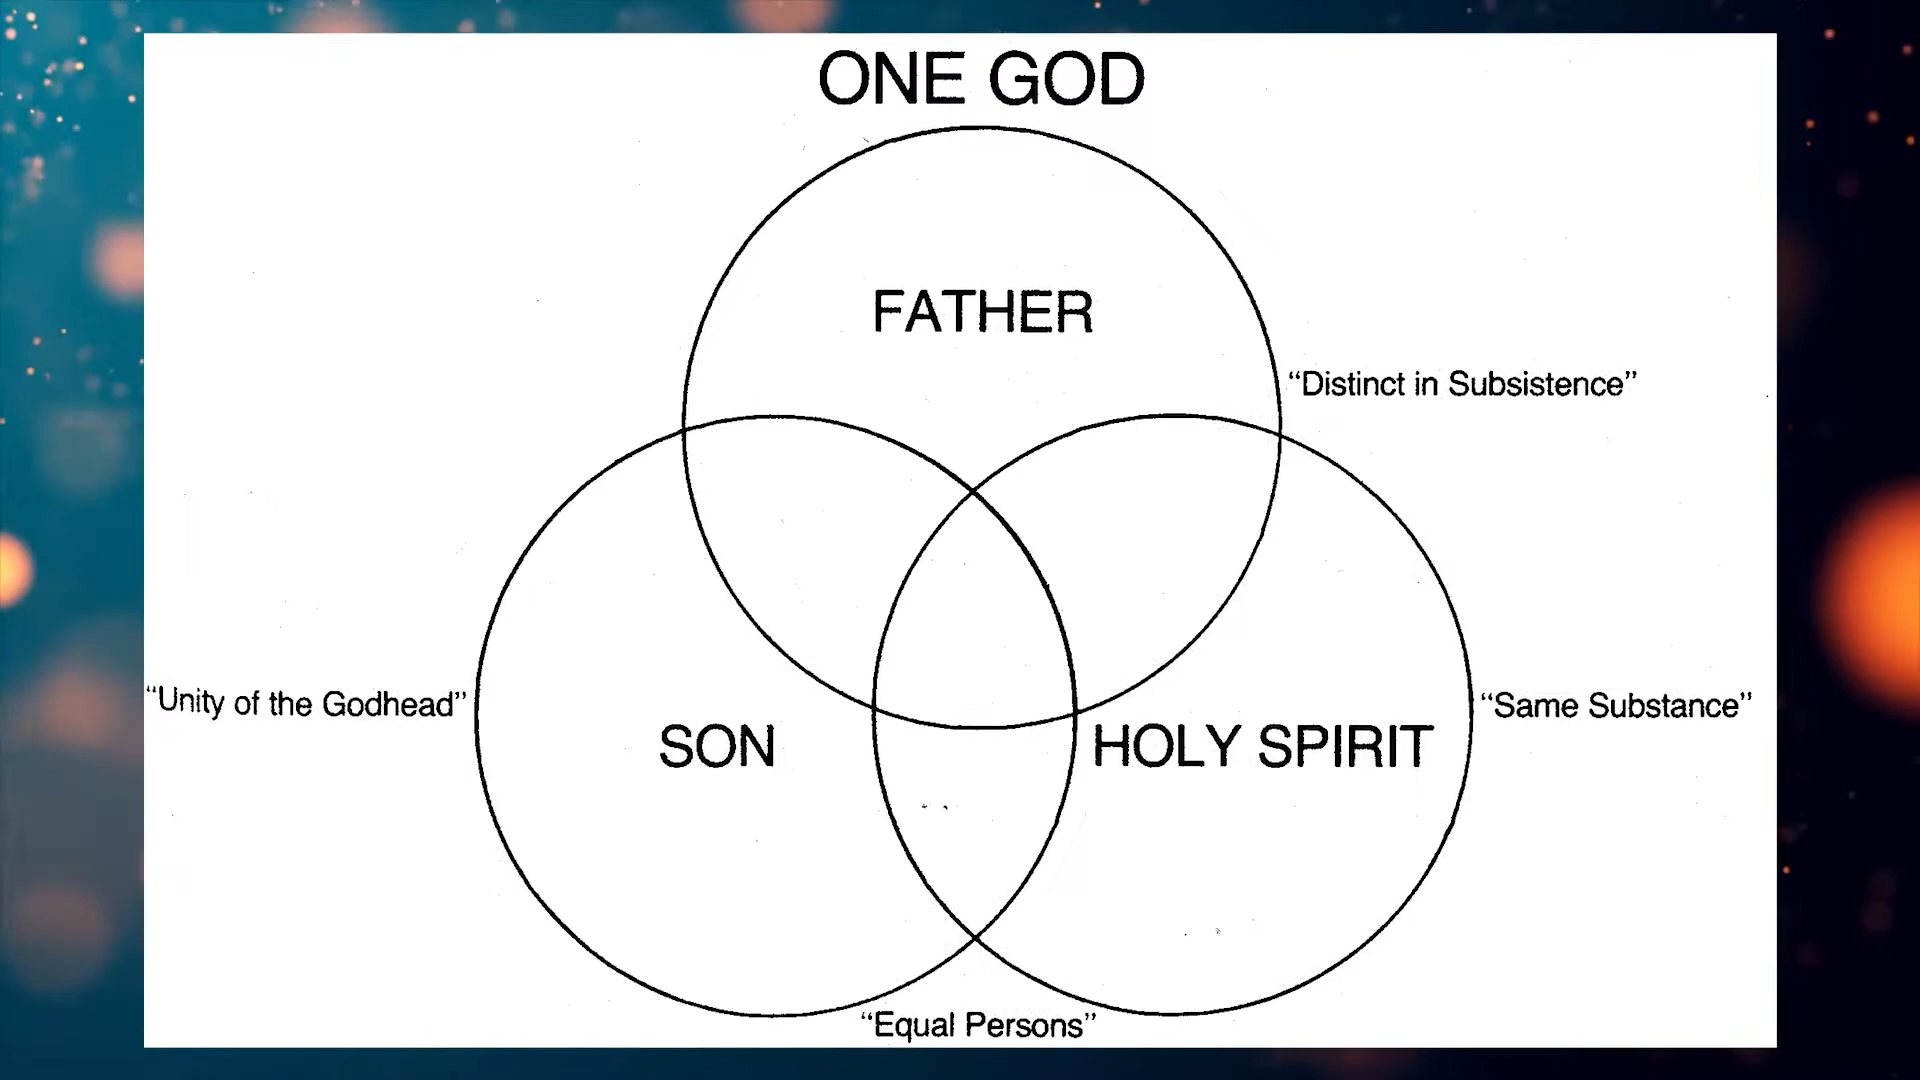 ONE GOD
FATHER
“Distinct in Subsistence”
“Unity of the Godhead”
“Same Substance”
SON
HOLY SPIRIT
“Equal Persons”